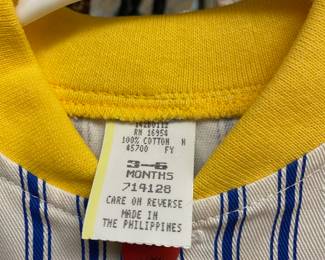 RN 16954
100% COTTON N
45700 FY
3-6
MONTHS
714128
CARE ON REVERSE
MADE IN
THE PHILIPPINES